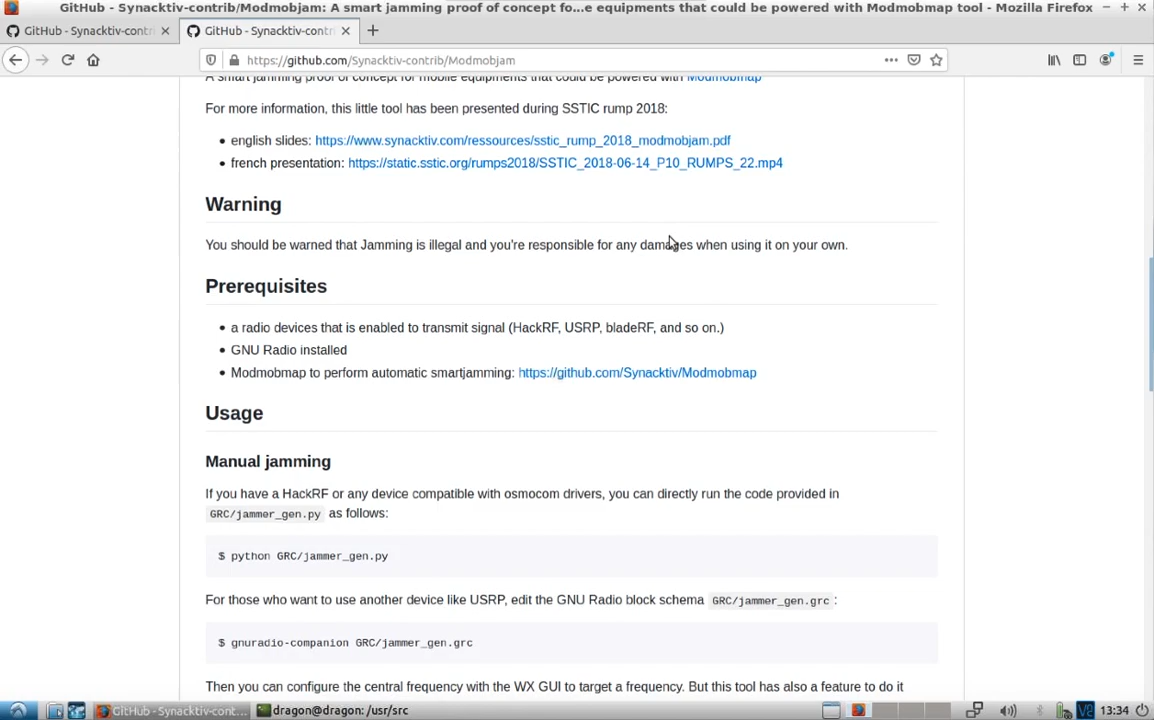 GitHub - Synacktiv-contrib/Modmobjam: A smart jamming proof of concept fo...e equipments that could be powered with Modmobmap tool - Mozilla Firefox
GitHub - Synacktiv-contri
GitHub - Synacktiv-contri
https://github.com/Synacktiv-contrib/Modmobjam
A smart jamming proof of concept for mobile equipments that could be powered with Modmobmap
For more information, this little tool has been presented during SSTIC rump 2018:
english slides: https://www.synacktiv.com/ressources/sstic_rump_2018_modmobjam.pdf
french presentation: https://static.sstic.org/rumps2018/SSTIC_2018-06-14_P10_RUMPS_22.mp4
Warning
You should be warned that Jamming is illegal and you're responsible for any damages when using it on your own.
Prerequisites
a radio devices that is enabled to transmit signal (HackRF, USRP, bladeRF, and so on.)
GNU Radio installed
Modmobmap to perform automatic smartjamming: https://github.com/Synacktiv/Modmobmap
Usage
Manual jamming
If you have a HackRF or any device compatible with osmocom drivers, you can directly run the code provided in
GRC/jammer_gen.py as follows:
$ python GRC/jammer_gen.py
For those who want to use another device like USRP, edit the GNU Radio block schema GRC/jammer_gen.grc :
$ gnuradio-companion GRC/jammer_gen.grc
Then you can configure the central frequency with the WX GUI to target a frequency. But this tool has also a feature to do it
GitHub - Synacktiv-cont...
dragon@dragon: /usr/src
13:34